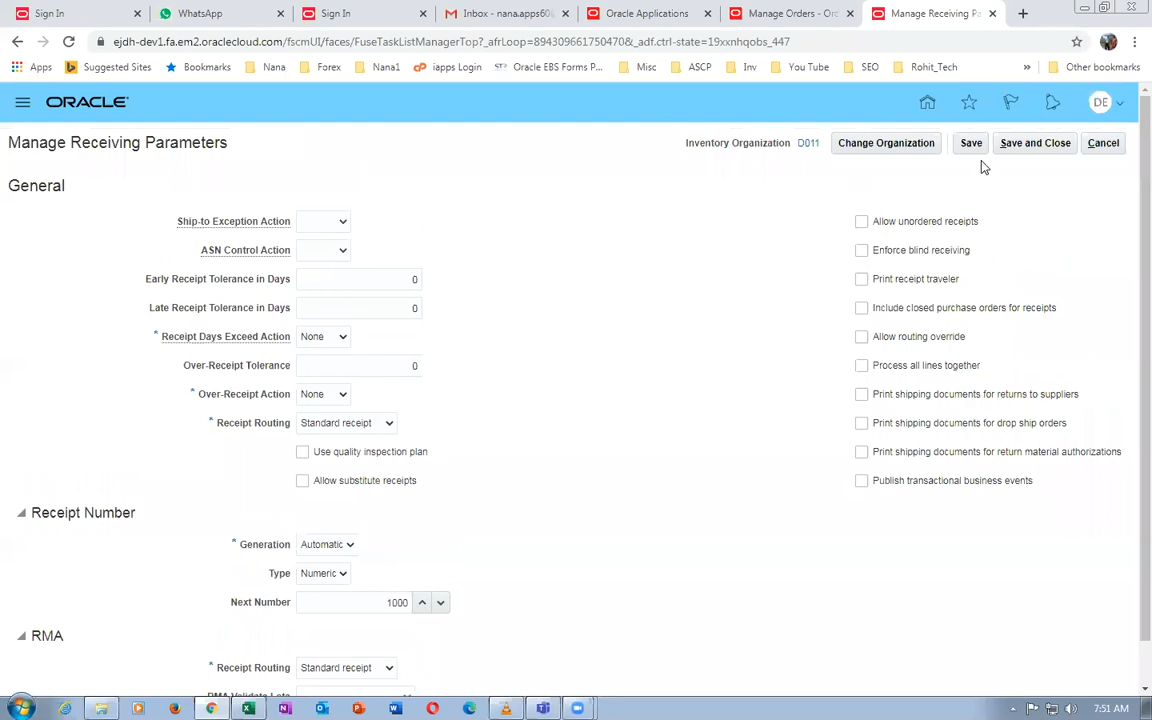 Sign In
WhatsApp
Sign In
Inbox - nana.apps60@
Oracle Applications
Manage Orders - Ord
Manage Receiving Pa
ejdh-dev1.fa.em2.oraclecloud.com/fscmUI/faces/FuseTaskListManagerTop?_afrLoop=8943096617504​70&_adf.ctrl-state=19xxnhqobs_447
Apps
Suggested Sites
Bookmarks
Nana
Forex
Nana1
iapps Login
Oracle EBS Forms P...
Misc
ASCP
Inv
You Tube
SEO
Rohit_Tech
»
Other bookmarks
ORACLE
DE
Manage Receiving Parameters
Inventory Organization D011
Change Organization
Save
Save and Close
Cancel
General
Ship-to Exception Action
ASN Control Action
Early Receipt Tolerance in Days 0
Late Receipt Tolerance in Days 0
* Receipt Days Exceed Action None
Over-Receipt Tolerance 0
* Over-Receipt Action None
* Receipt Routing Standard receipt
Use quality inspection plan
Allow substitute receipts
Allow unordered receipts
Enforce blind receiving
Print receipt traveler
Include closed purchase orders for receipts
Allow routing override
Process all lines together
Print shipping documents for returns to suppliers
Print shipping documents for drop ship orders
Print shipping documents for return material authorizations
Publish transactional business events
Receipt Number
* Generation Automatic
Type Numeric
Next Number 1000
RMA
* Receipt Routing Standard receipt
7:51 AM